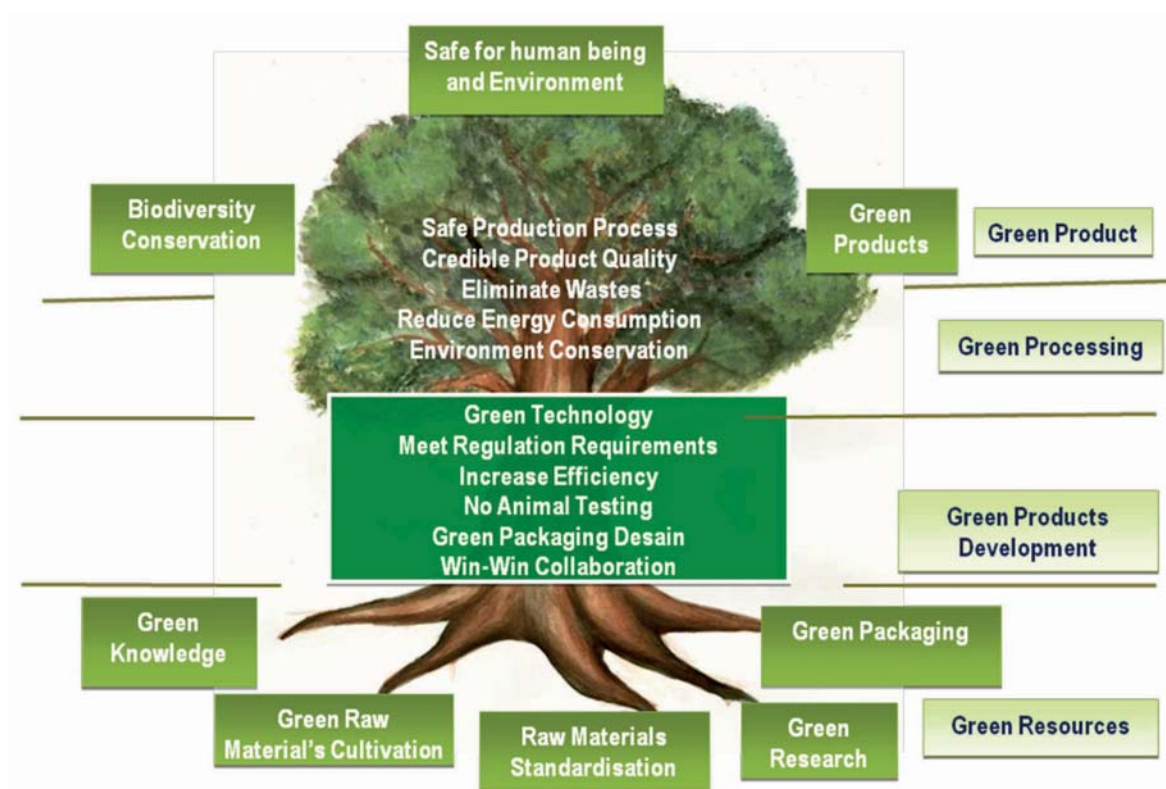 Safe for human being
and Environment
Biodiversity
Conservation
Green
Products
Green Product
Safe Production Process
Credible Product Quality
Eliminate Wastes
Reduce Energy Consumption
Environment Conservation
Green Processing
Green Technology
Meet Regulation Requirements
Increase Efficiency
No Animal Testing
Green Packaging Desain
Win-Win Collaboration
Green Products
Development
Green
Knowledge
Green Packaging
Green Raw
Material's Cultivation
Raw Materials
Standardisation
Green
Research
Green Resources